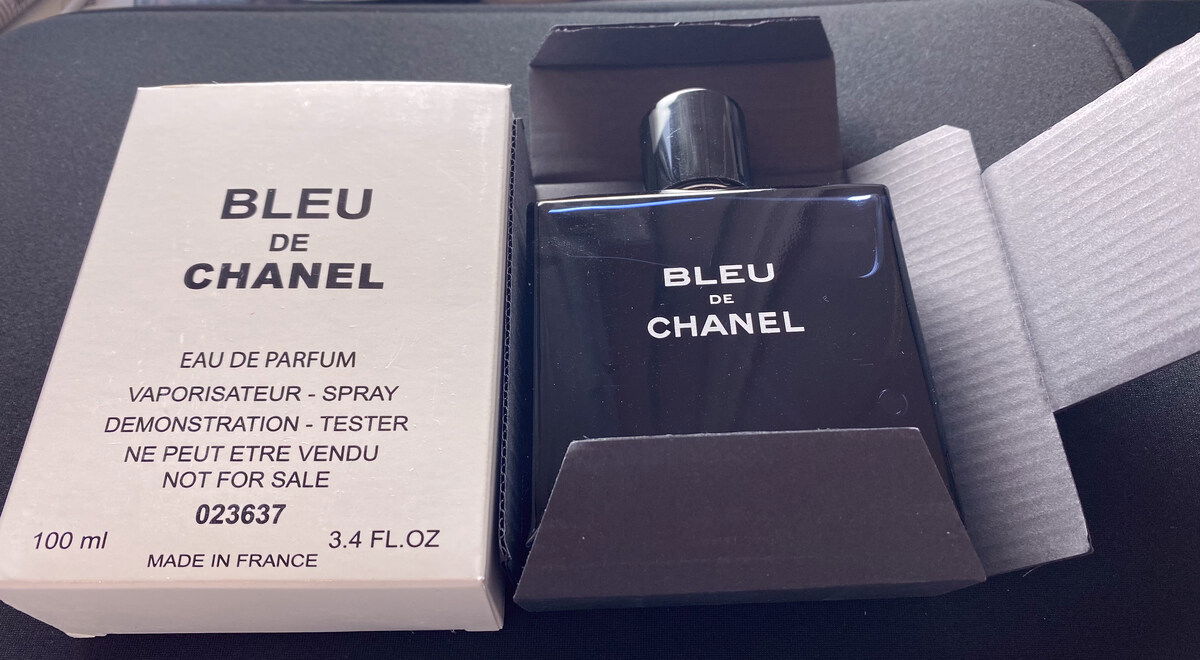 BLEU
DE
CHANEL
EAU DE PARFUM
VAPORISATEUR - SPRAY
DEMONSTRATION - TESTER
NE PEUT ETRE VENDU
NOT FOR SALE
023637
100 ml 3.4 FL.OZ
MADE IN FRANCE
BLEU
DE
CHANEL